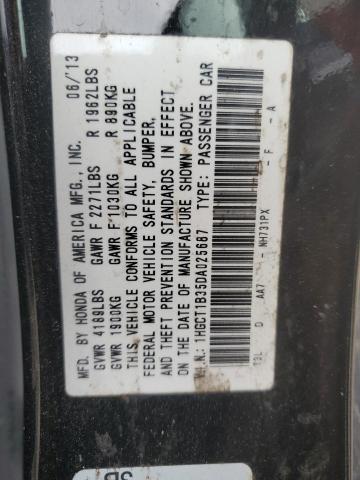 MFD. BY HONDA OF AMERICA MFG., INC. 06/'13
GVWR 4189LBS GAWR F 2271LBS R 1962LBS
GVWR 1900KG GAWR F 1030KG R 890KG
THIS VEHICLE CONFORMS TO ALL APPLICABLE
FEDERAL MOTOR VEHICLE SAFETY, BUMPER,
AND THEFT PREVENTION STANDARDS IN EFFECT
ON THE DATE OF MANUFACTURE SHOWN ABOVE.
V.I.N.: 1HGCT1B35DA025687 TYPE: PASSENGER CAR
T3L D AA7 - NH731PX - F - A